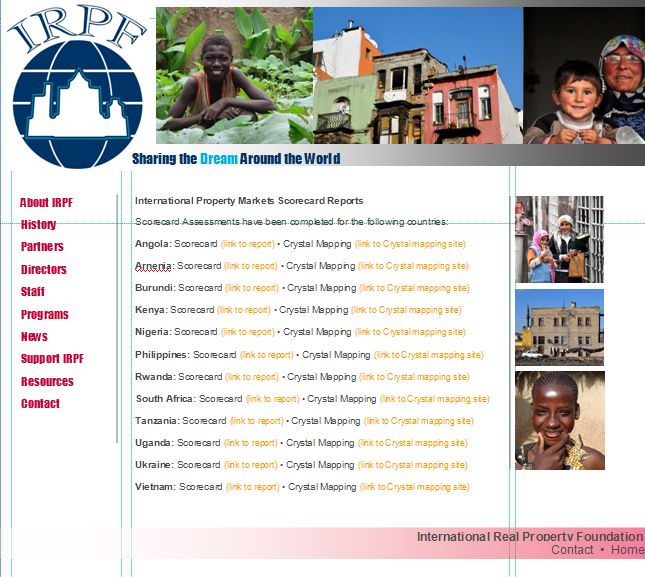 IRPF
Sharing the Dream Around the World
About IRPF
History
Partners
Directors
Staff
Programs
News
Support IRPF
Resources
Contact
International Property Markets Scorecard Reports
Scorecard Assessments have been completed for the following countries:
Angola: Scorecard (link to report) • Crystal Mapping (link to Crystal mapping site)
Arnenia: Scorecard (link to report) • Crystal Mapping (link to Crystal mapping site)
Burundi: Scorecard (link to report) • Crystal Mapping (link to Crystal mapping site)
Kenya: Scorecard (link to report) • Crystal Mapping (link to Crystal mapping site)
Nigeria: Scorecard (link to report) • Crystal Mapping (link to Crystal mapping site)
Philippines: Scorecard (link to report) • Crystal Mapping (link to Crystal mapping site)
Rwanda: Scorecard (link to report) • Crystal Mapping (link to Crystal mapping site)
South Africa: Scorecard (link to report) • Crystal Mapping (link to Crystal mapping site)
Tanzania: Scorecard (link to report) • Crystal Mapping (link to Crystal mapping site)
Uganda: Scorecard (link to report) • Crystal Mapping (link to Crystal mapping site)
Ukraine: Scorecard (link to report) • Crystal Mapping (link to Crystal mapping site)
Vietnam: Scorecard (link to report) • Crystal Mapping (link to Crystal mapping site)
International Real Property Foundation
Contact • Home